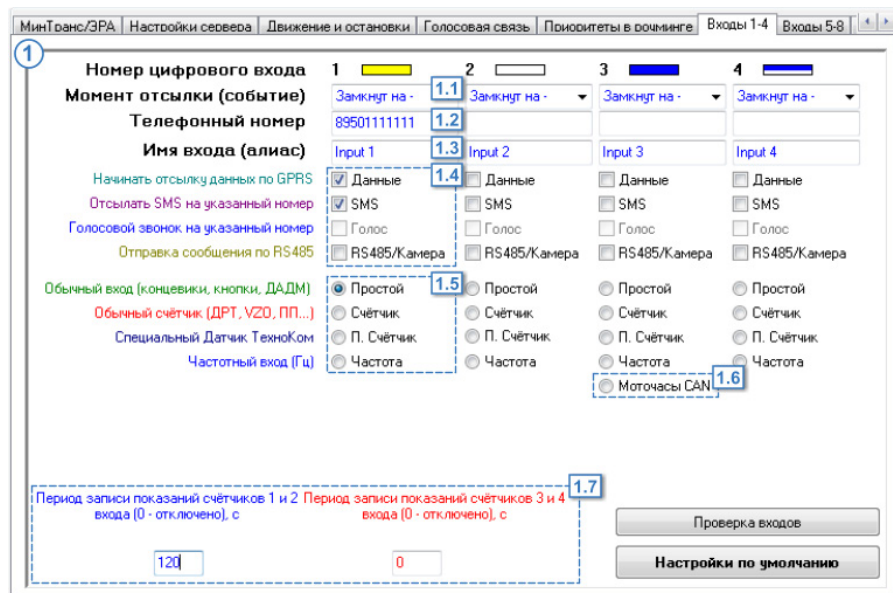 МинТранс/ЭРА Настройки сервера Движение и остановки Голосовая связь Приоритеты в роуминге Входы 1-4 Входы 5-8
1
Номер цифрового входа 1 2 3 4
Момент отсылки (событие) Замкнут на - 1.1 Замкнут на - Замкнут на - Замкнут на -
Телефонный номер 89501111111 1.2
Имя входа (алиас) Input 1 1.3 Input 2 Input 3 Input 4
Начинать отсылку данных по GPRS Данные 1.4 Данные Данные Данные
Отсылать SMS на указанный номер SMS SMS SMS SMS
Голосовой звонок на указанный номер Голос Голос Голос Голос
Отправка сообщения по RS485 RS485/Камера RS485/Камера RS485/Камера RS485/Камера
Обычный вход (концевики, кнопки, ДАДМ) Простой 1.5 Простой Простой Простой
Обычный счётчик (ДРТ, VZO, ПП...) Счётчик Счётчик Счётчик Счётчик
Специальный Датчик ТехноКом П. Счётчик П. Счётчик П. Счётчик П. Счётчик
Частотный вход (Гц) Частота Частота Частота Частота
Моточасы CAN 1.6
1.7
Период записи показаний счётчиков 1 и 2 Период записи показаний счётчиков 3 и 4
входа (0 - отключено), с входа (0 - отключено), с
Проверка входов
120 0 Настройки по умолчанию